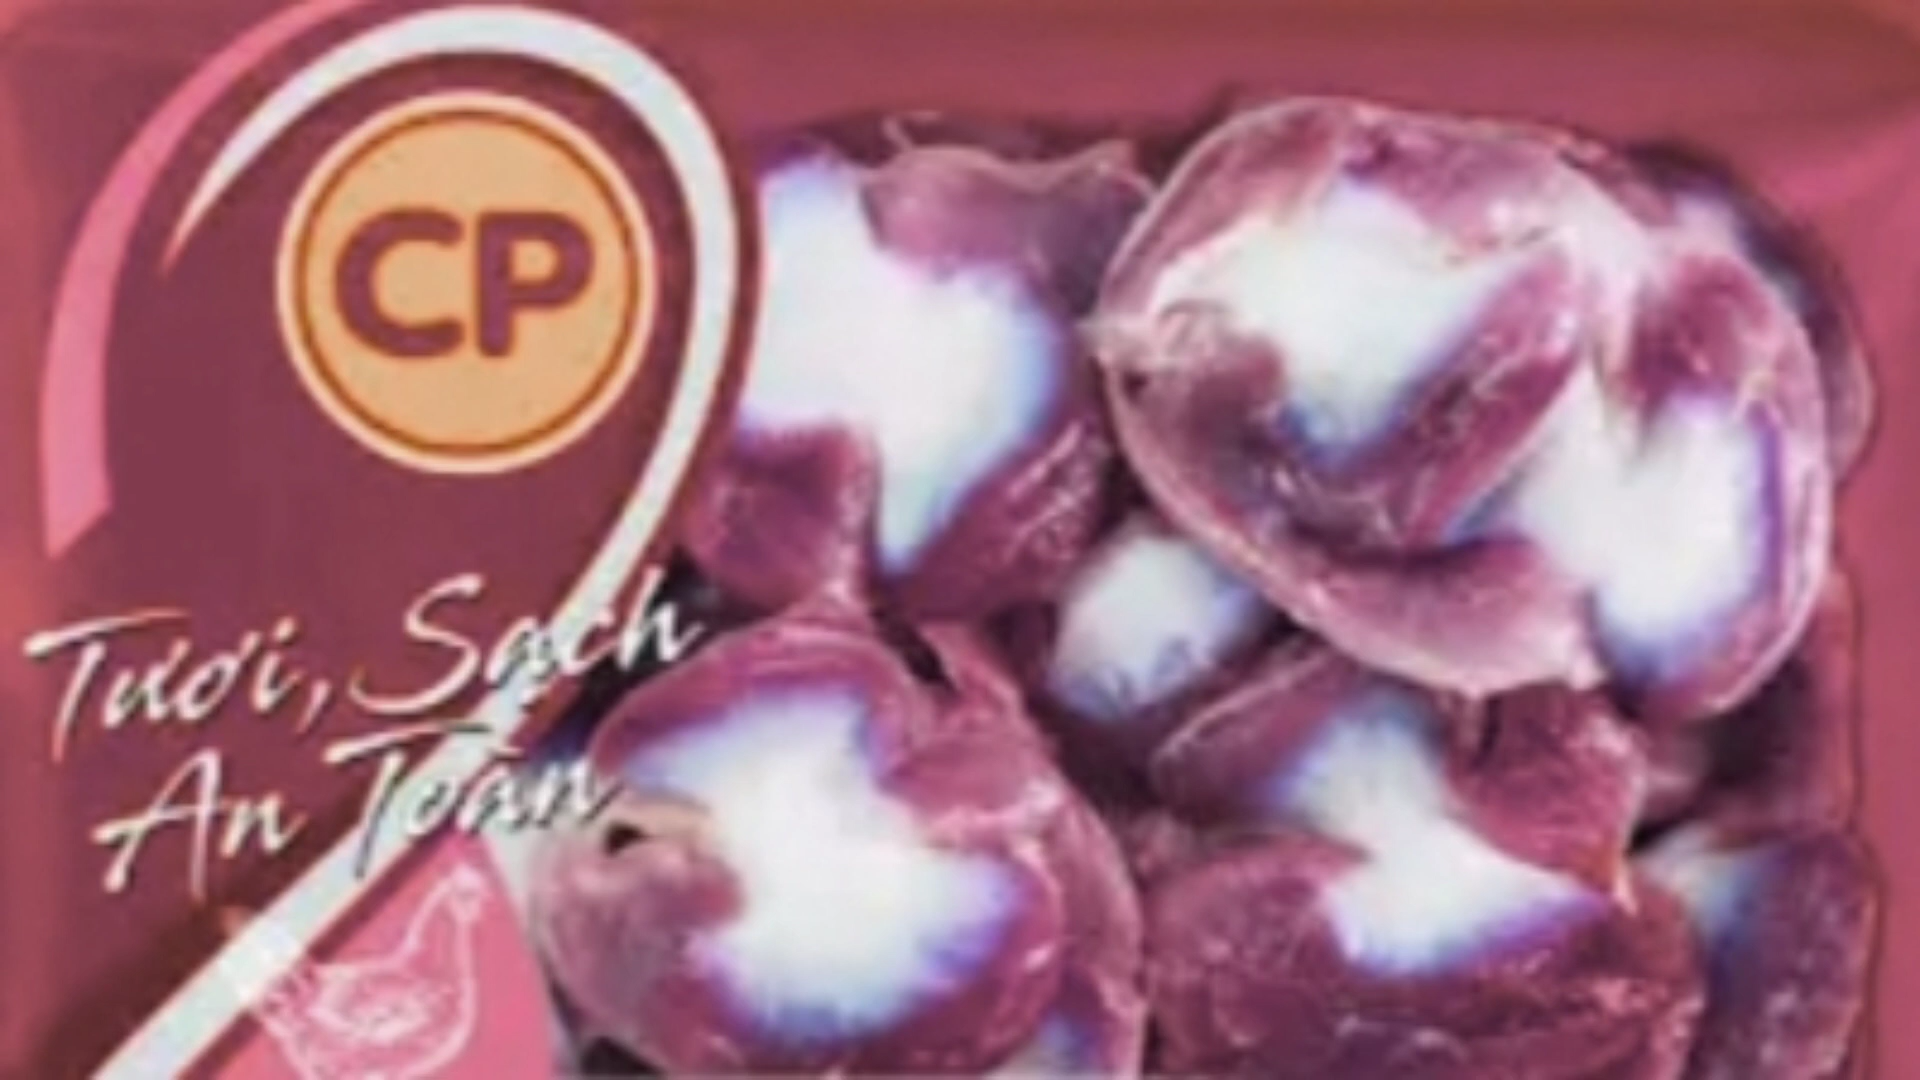 CP
Tươi, Sạch
An Toàn